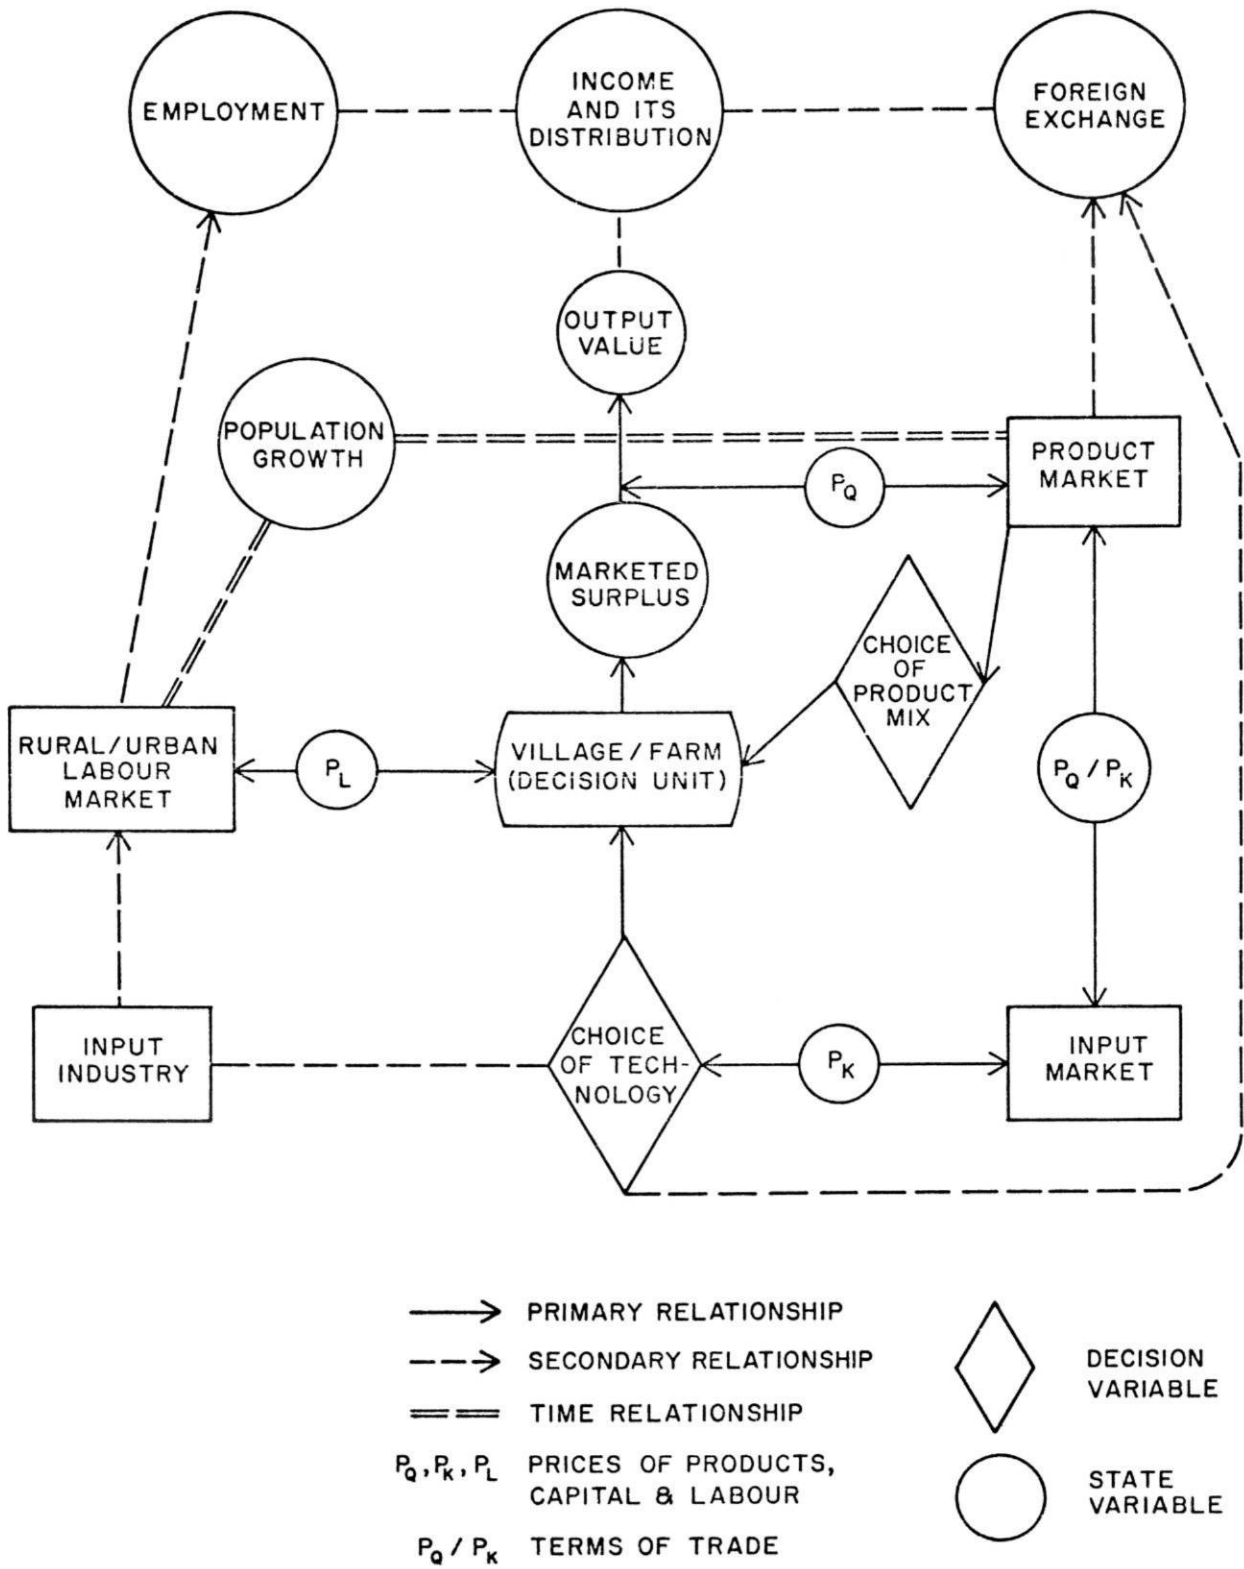 EMPLOYMENT
INCOME
AND ITS
DISTRIBUTION
FOREIGN
EXCHANGE
OUTPUT
VALUE
POPULATION
GROWTH
PRODUCT
MARKET
PQ
MARKETED
SURPLUS
CHOICE
OF
PRODUCT
MIX
RURAL/URBAN
LABOUR
MARKET
PL
VILLAGE/FARM
(DECISION UNIT)
PQ/PK
INPUT
INDUSTRY
CHOICE
OF TECH-
NOLOGY
PK
INPUT
MARKET
PRIMARY RELATIONSHIP
SECONDARY RELATIONSHIP
TIME RELATIONSHIP
PQ, PK, PL PRICES OF PRODUCTS,
CAPITAL & LABOUR
PQ/PK TERMS OF TRADE
DECISION
VARIABLE
STATE
VARIABLE